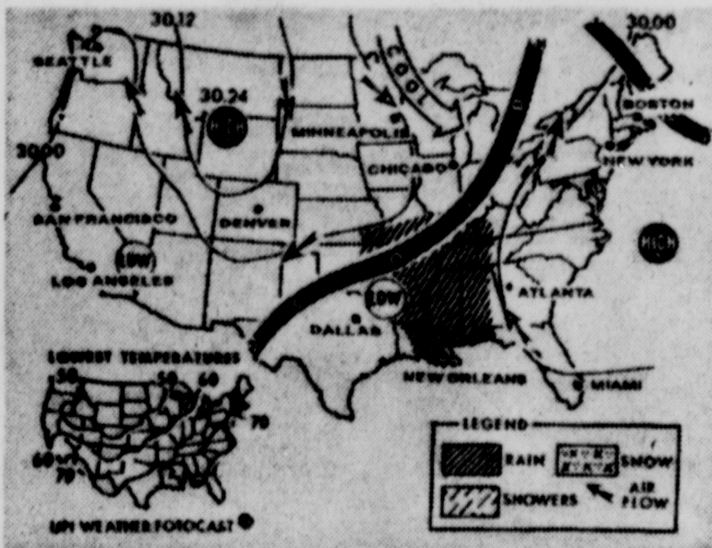 30.12
30.00
SEATTLE
COOL
30.24
HIGH
BOSTON
MINNEAPOLIS
NEW YORK
CHICAGO
30.00
SAN FRANCISCO
DENVER
HIGH
LOW
LOS ANGELES
LOW
ATLANTA
DALLAS
LOWEST TEMPERATURES
NEW ORLEANS
MIAMI
50
50
60
70
60
70
LEGEND
RAIN
SNOW
SHOWERS
AIR FLOW
UPI WEATHER FOTOCAST